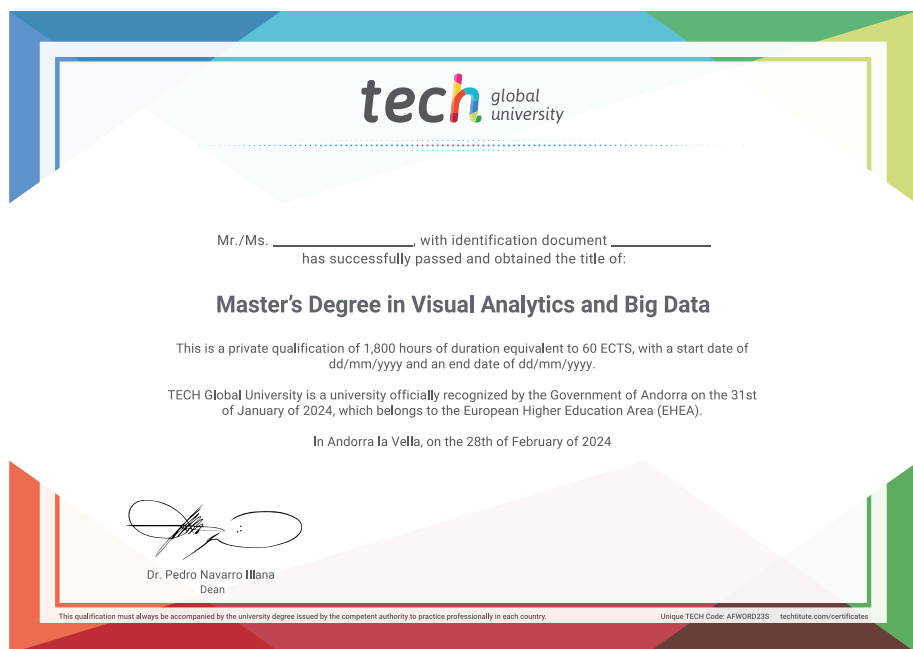 tech global
university
Mr./Ms. ____________________, with identification document ______________
has successfully passed and obtained the title of:
Master's Degree in Visual Analytics and Big Data
This is a private qualification of 1,800 hours of duration equivalent to 60 ECTS, with a start date of
dd/mm/yyyy and an end date of dd/mm/yyyy.
TECH Global University is a university officially recognized by the Government of Andorra on the 31st
of January of 2024, which belongs to the European Higher Education Area (EHEA).
In Andorra la Vella, on the 28th of February of 2024
Dr. Pedro Navarro Illana
Dean
This qualification must always be accompanied by the university degree issued by the competent authority to practice professionally in each country. Unique TECH Code: AFWORD23S techtitute.com/certificates